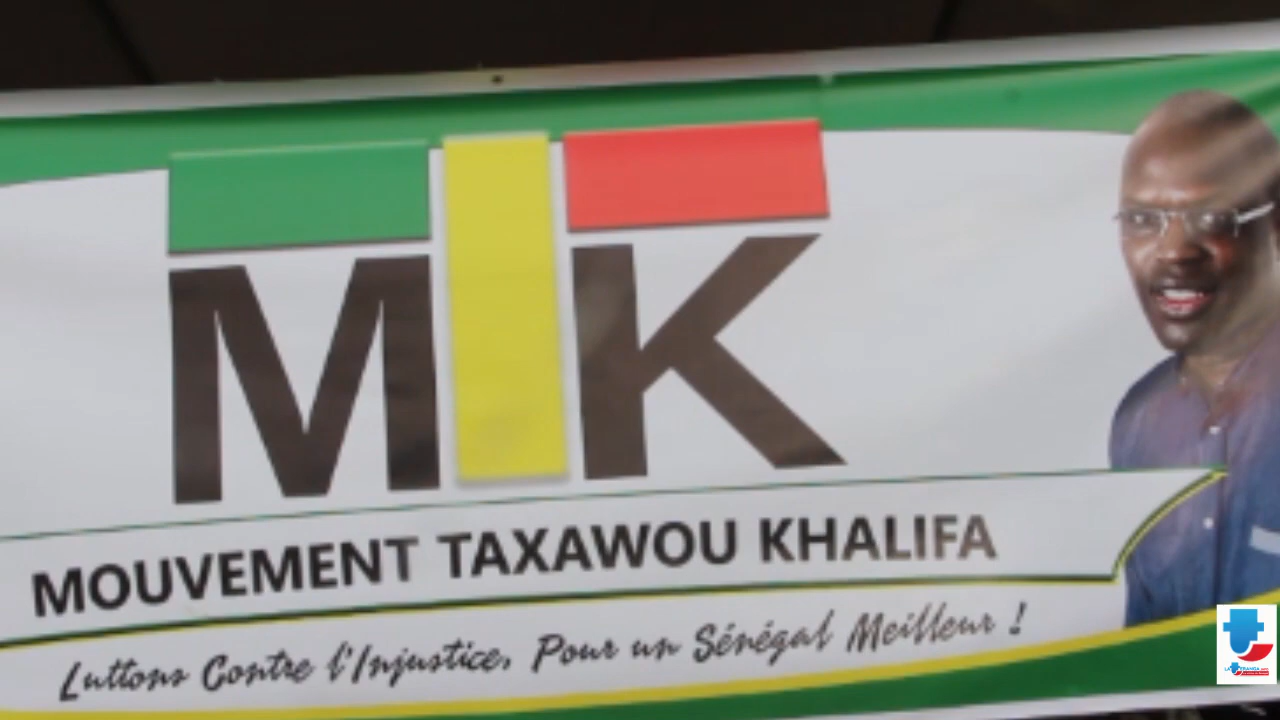 MTK
MOUVEMENT TAXAWOU KHALIFA
Luttons Contre l'Injustice, Pour un Sénégal Meilleur !